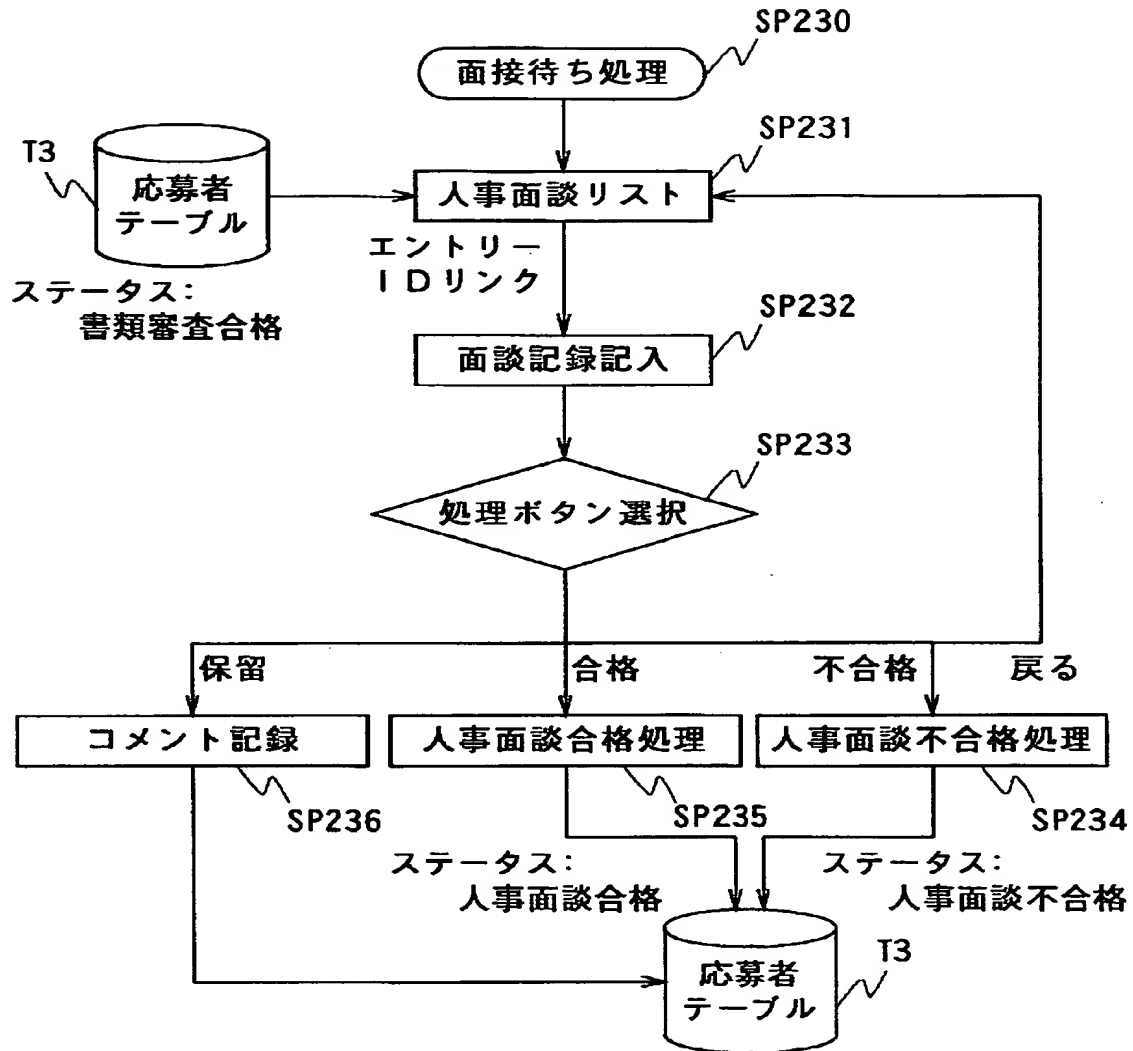 SP230
面接待ち処理
SP231
T3
応募者
テーブル
人事面談リスト
エントリー
IDリンク
ステータス:
書類審査合格
SP232
面談記録記入
SP233
処理ボタン選択
保留
合格
不合格
戻る
コメント記録
人事面談合格処理
人事面談不合格処理
SP236
SP235
SP234
ステータス:
人事面談合格
ステータス:
人事面談不合格
T3
応募者
テーブル